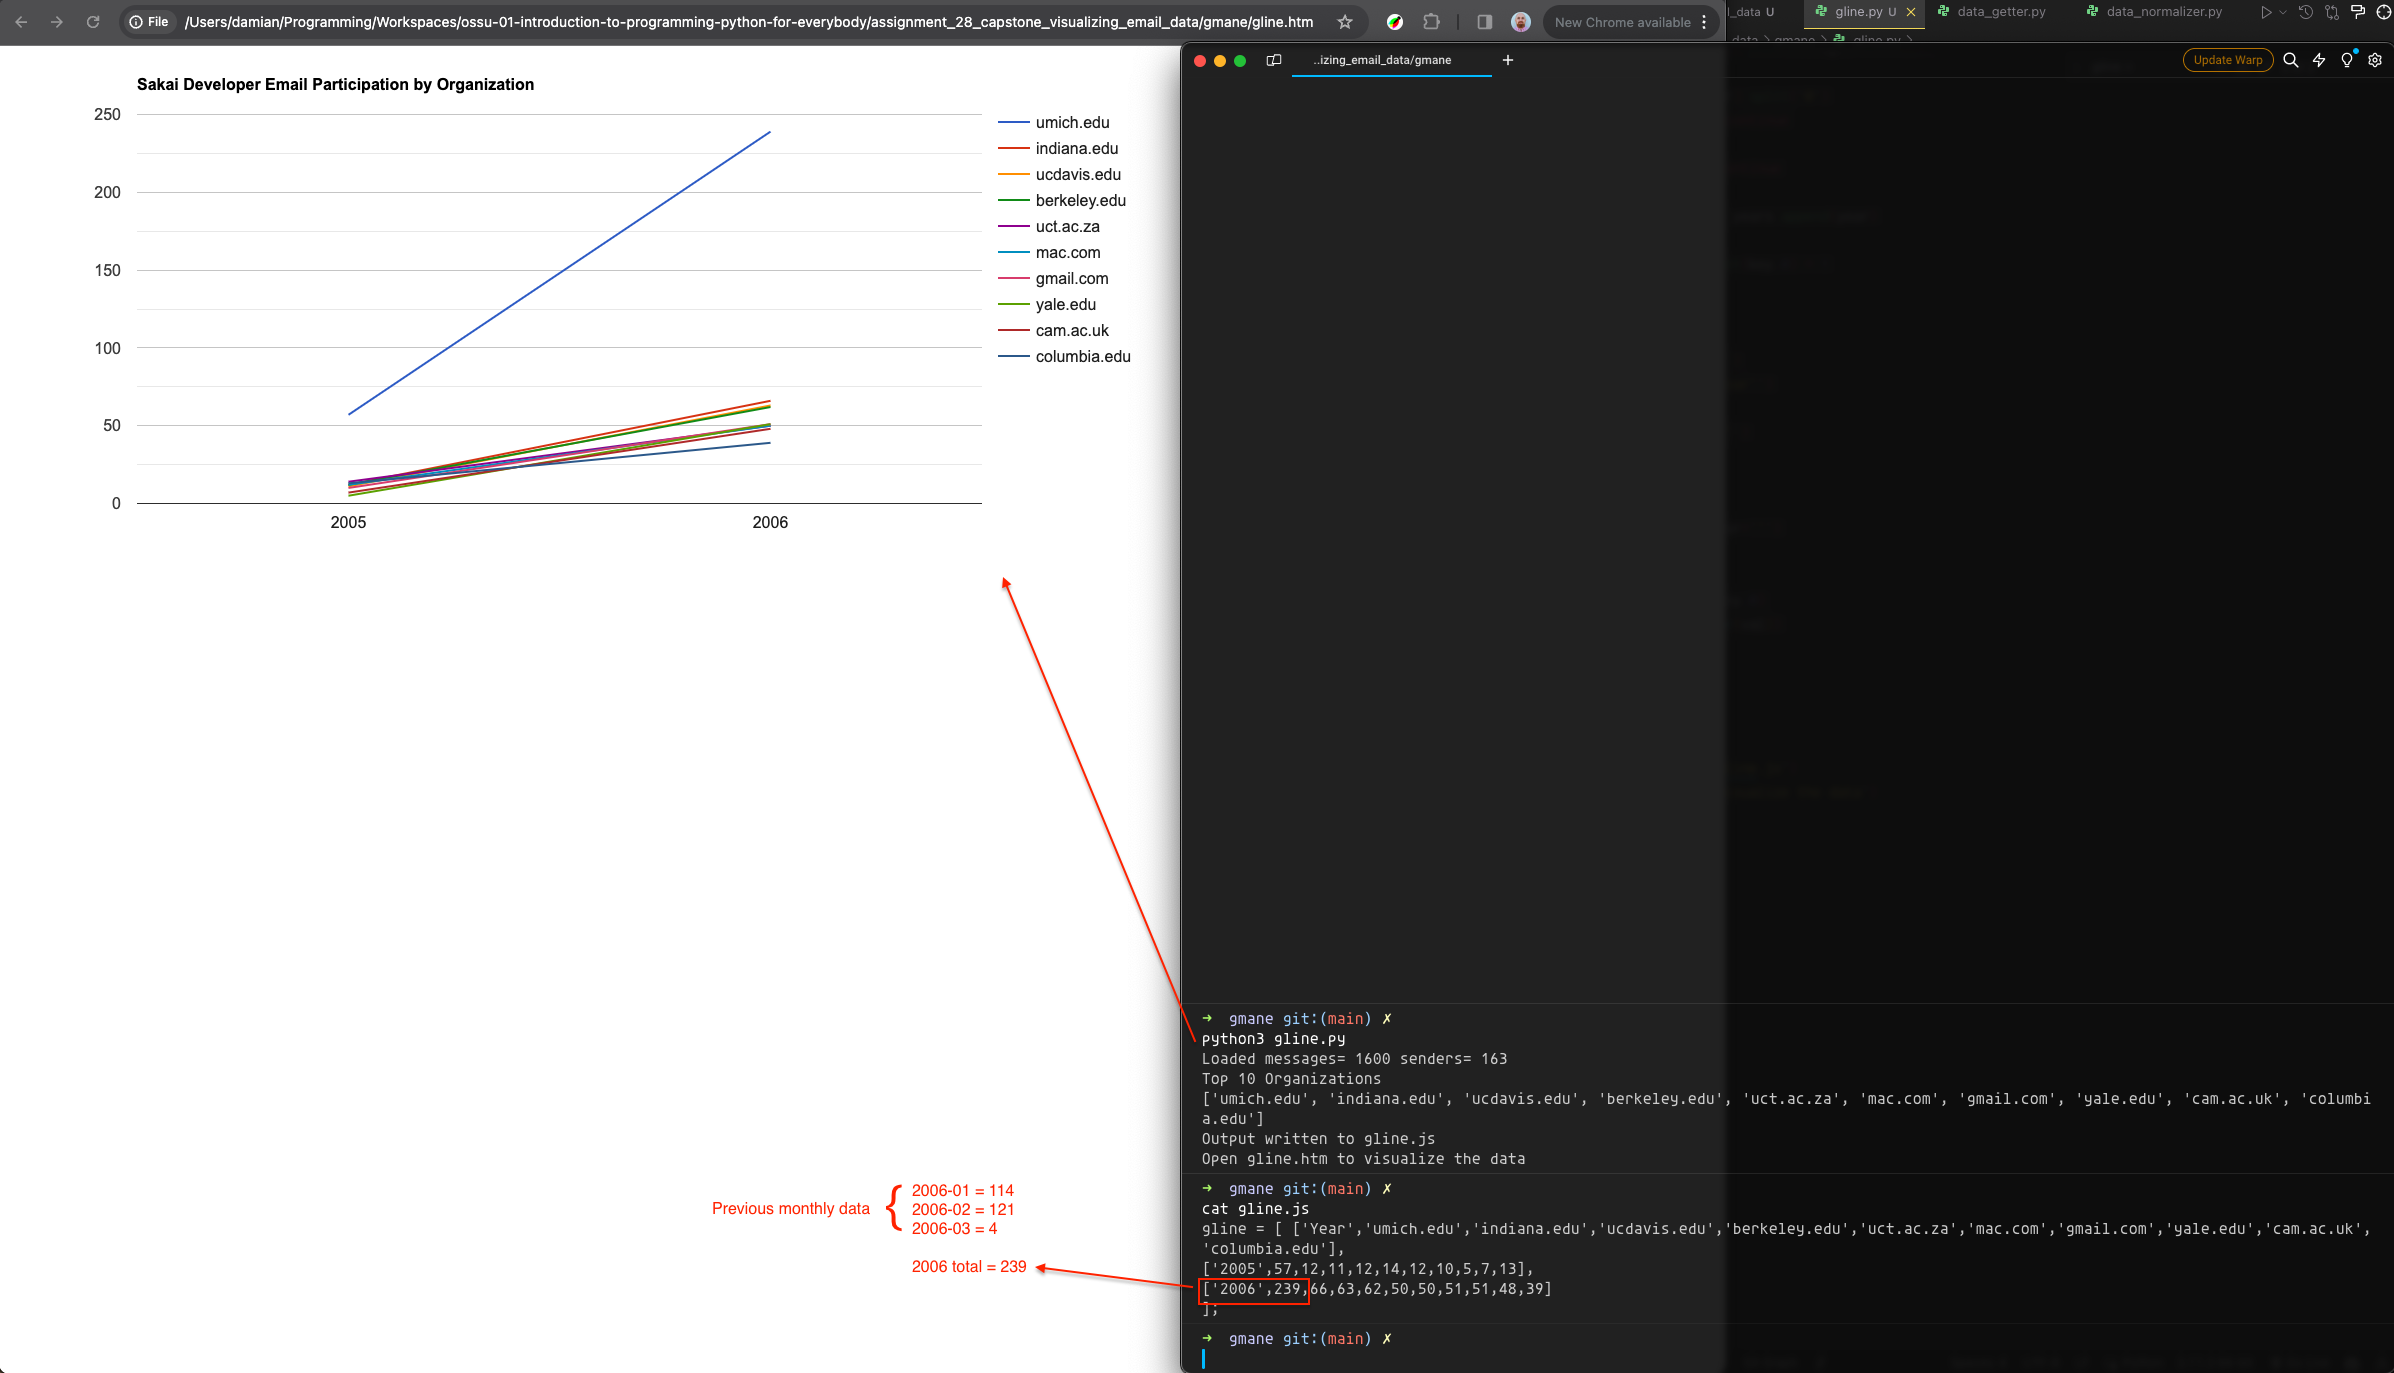 File
/Users/damian/Programming/Workspaces/ossu-01-introduction-to-programming-python-for-everybody/assignment_28_capstone_visualizing_email_data/gmane/gline.htm
New Chrome available
l_data U
gline.py U
data_getter.py
data_normalizer.py
data > gmane > gline.py >
..izing_email_data/gmane
Update Warp
Sakai Developer Email Participation by Organization
250
200
150
100
50
0
2005
2006
umich.edu
indiana.edu
ucdavis.edu
berkeley.edu
uct.ac.za
mac.com
gmail.com
yale.edu
cam.ac.uk
columbia.edu
Previous monthly data
2006-01 = 114
2006-02 = 121
2006-03 = 4
2006 total = 239
→ gmane git:(main) ✗
python3 gline.py
Loaded messages= 1600 senders= 163
Top 10 Organizations
['umich.edu', 'indiana.edu', 'ucdavis.edu', 'berkeley.edu', 'uct.ac.za', 'mac.com', 'gmail.com', 'yale.edu', 'cam.ac.uk', 'columbi
a.edu']
Output written to gline.js
Open gline.htm to visualize the data
→ gmane git:(main) ✗
cat gline.js
gline = [ ['Year','umich.edu','indiana.edu','ucdavis.edu','berkeley.edu','uct.ac.za','mac.com','gmail.com','yale.edu','cam.ac.uk',
'columbia.edu'],
['2005',57,12,11,12,14,12,10,5,7,13],
['2006',239,66,63,62,50,50,51,51,48,39]
];
→ gmane git:(main) ✗